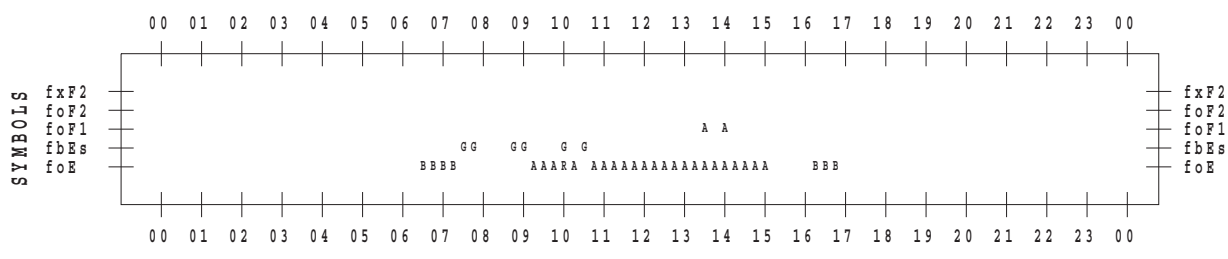 00 01 02 03 04 05 06 07 08 09 10 11 12 13 14 15 16 17 18 19 20 21 22 23 00
SYMBOLS
fxF2 fxF2
foF2 foF2
foF1 A A foF1
fbEs GG GG G G fbEs
foE BBBB AAARA AAAAAAAAAAAAAAAAAA BBB foE
00 01 02 03 04 05 06 07 08 09 10 11 12 13 14 15 16 17 18 19 20 21 22 23 00